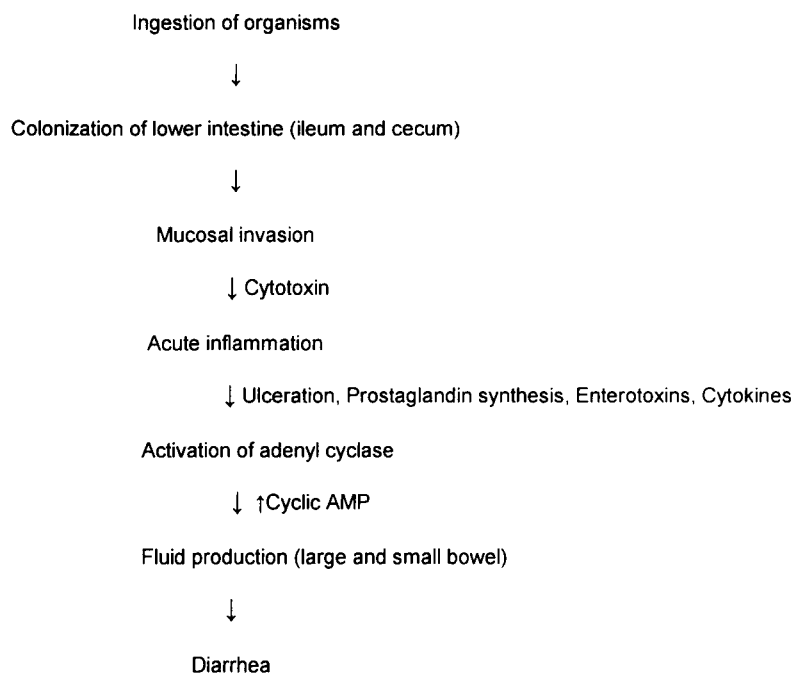 Ingestion of organisms
↓
Colonization of lower intestine (ileum and cecum)
↓
Mucosal invasion
↓ Cytotoxin
Acute inflammation
↓ Ulceration, Prostaglandin synthesis, Enterotoxins, Cytokines
Activation of adenyl cyclase
↓ ↑Cyclic AMP
Fluid production (large and small bowel)
↓
Diarrhea